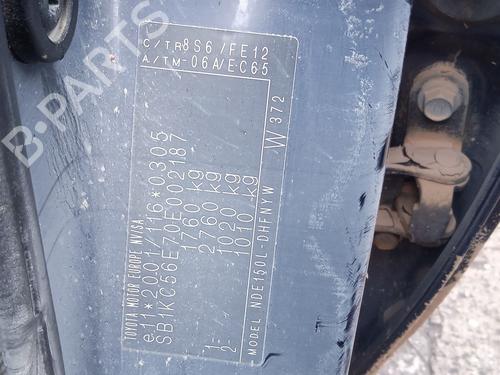 TOYOTA MOTOR EUROPE NV/SA
e11*2001/116*0305
SB1KC56E70E002187
1760 kg
2760 kg
1- 1020 kg
2- 1010 kg
MODEL NDE150L-DHFNYW
W 372
C/TR 8S6 /FE12
A/TM -06A/EC65
B-PARTS